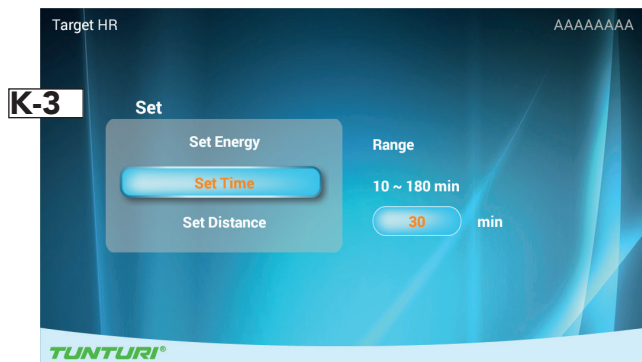 Target HR
AAAAAAAA
K-3
Set
Set Energy
Range
Set Time
10 ~ 180 min
Set Distance
30 min
TUNTURI®